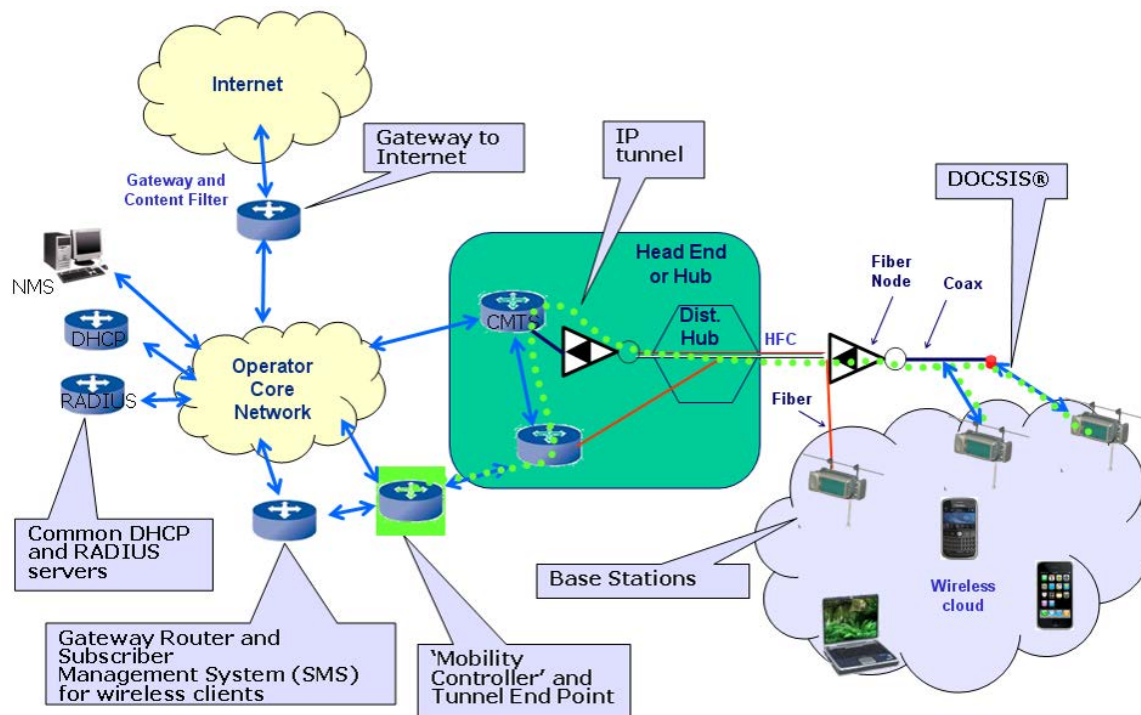 Internet
Gateway to
Internet
IP
tunnel
DOCSIS®
Gateway and
Content Filter
NMS
DHCP
RADIUS
Operator
Core
Network
Head End
or Hub
CMTS
Dist.
Hub
HFC
Fiber
Node
Coax
Fiber
Common DHCP
and RADIUS
servers
Base Stations
Wireless
cloud
Gateway Router and
Subscriber
Management System (SMS)
for wireless clients
‘Mobility
Controller’ and
Tunnel End Point